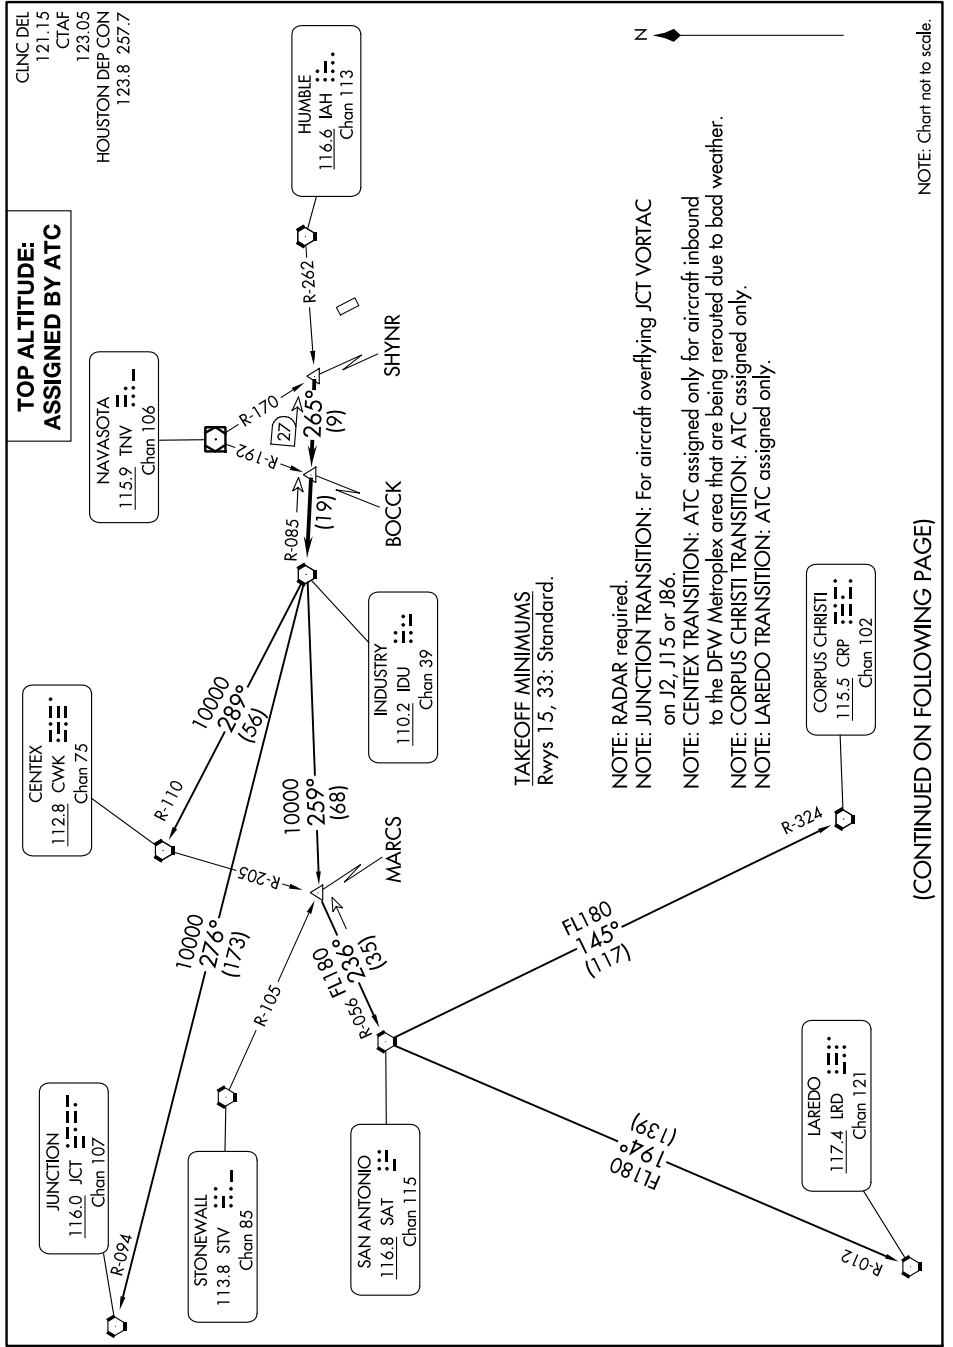 CLNC DEL
121.15
CTAF
123.05
HOUSTON DEP CON
123.8 257.7
TOP ALTITUDE:
ASSIGNED BY ATC
JUNCTION
116.0 JCT
Chan 107
R-094
10000
276°
(173)
CENTEX
112.8 CWK
Chan 75
R-110
R-205
10000
289°
(56)
NAVASOTA
115.9 TNV
Chan 106
R-170
R-192
27
HUMBLE
116.6 IAH
Chan 113
R-262
SHYNR
265°
(9)
BOCCK
(19)
R-085
INDUSTRY
110.2 IDU
Chan 39
10000
259°
(68)
MARCS
STONEWALL
113.8 STV
Chan 85
R-105
FL180
236°
(35)
R-056
SAN ANTONIO
116.8 SAT
Chan 115
FL180
145°
(117)
R-324
CORPUS CHRISTI
115.5 CRP
Chan 102
FL180
194°
(139)
R-012
LAREDO
117.4 LRD
Chan 121
N
TAKEOFF MINIMUMS
Rwys 15, 33: Standard.
NOTE: RADAR required.
NOTE: JUNCTION TRANSITION: For aircraft overflying JCT VORTAC
on J2, J15 or J86.
NOTE: CENTEX TRANSITION: ATC assigned only for aircraft inbound
to the DFW Metroplex area that are being rerouted due to bad weather.
NOTE: CORPUS CHRISTI TRANSITION: ATC assigned only.
NOTE: LAREDO TRANSITION: ATC assigned only.
(CONTINUED ON FOLLOWING PAGE)
NOTE: Chart not to scale.